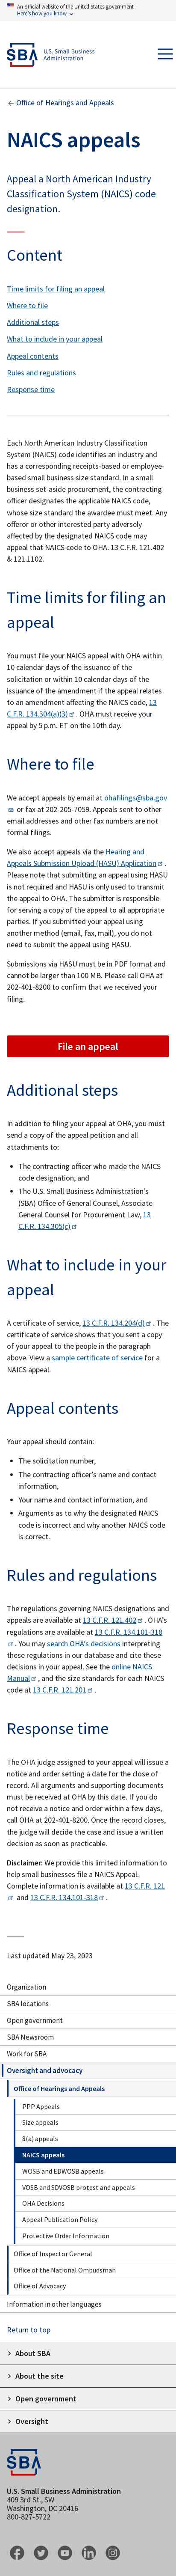 An official website of the United States government
Here's how you know
SBA
U.S. Small Business
Administration
Office of Hearings and Appeals
NAICS appeals
Appeal a North American Industry
Classification System (NAICS) code
designation.
Content
Time limits for filing an appeal
Where to file
Additional steps
What to include in your appeal
Appeal contents
Rules and regulations
Response time
Each North American Industry Classification
System (NAICS) code identifies an industry and
has a corresponding receipts-based or employee-
based small business size standard. In a small
business set-aside procurement, the contracting
officer designates the applicable NAICS code,
whose size standard the awardee must meet. Any
offeror or other interested party adversely
affected by the designated NAICS code may
appeal that NAICS code to OHA. 13 C.F.R. 121.402
& 121.1102.
Time limits for filing an
appeal
You must file your NAICS appeal with OHA within
10 calendar days of the issuance of the
solicitation or within 10 calendar days of the
issuance of the amendment if the appeal relates
to an amendment affecting the NAICS code, 13
C.F.R. 134.304(a)(3) . OHA must receive your
appeal by 5 p.m. ET on the 10th day.
Where to file
We accept appeals by email at ohafilings@sba.gov
or fax at 202-205-7059. Appeals sent to other
email addresses and other fax numbers are not
formal filings.
We also accept appeals via the Hearing and
Appeals Submission Upload (HASU) Application .
Please note that submitting an appeal using HASU
is not required and HASU is only used to submit
the appeal to OHA. The submitter is responsible
for serving a copy of the appeal to all appropriate
parties. If you submitted your appeal using
another method (email, fax, mail), you do not
need to submit the appeal using HASU.
Submissions via HASU must be in PDF format and
cannot be larger than 100 MB. Please call OHA at
202-401-8200 to confirm that we received your
filing.
File an appeal
Additional steps
In addition to filing your appeal at OHA, you must
send a copy of the petition and all
attachments to:
The contracting officer who made the NAICS
code designation, and
The U.S. Small Business Administration's
(SBA) Office of General Counsel, Associate
General Counsel for Procurement Law, 13
C.F.R. 134.305(c)
What to include in your
appeal
A certificate of service, 13 C.F.R. 134.204(d) . The
certificate of service shows that you sent a copy
of your appeal to the people in the paragraph
above. View a sample certificate of service for a
NAICS appeal.
Appeal contents
Your appeal should contain:
The solicitation number,
The contracting officer's name and contact
information,
Your name and contact information, and
Arguments as to why the designated NAICS
code is incorrect and why another NAICS code
is correct.
Rules and regulations
The regulations governing NAICS designations and
appeals are available at 13 C.F.R. 121.402 . OHA's
regulations are available at 13 C.F.R. 134.101-318
. You may search OHA's decisions interpreting
these regulations in our database and cite these
decisions in your appeal. See the online NAICS
Manual , and the size standards for each NAICS
code at 13 C.F.R. 121.201 .
Response time
The OHA judge assigned to your appeal will issue a
notice and order setting the date of the close of
record. All arguments and supporting documents
must be received by this date. If you do not
receive a notice and order within 5 days, please call
OHA at 202-401-8200. Once the record closes,
the judge will consider the case and issue a written
decision as soon as practicable.
Disclaimer: We provide this limited information to
help small businesses file a NAICS Appeal.
Complete information is available at 13 C.F.R. 121
and 13 C.F.R. 134.101-318 .
Last updated May 23, 2023
Organization
SBA locations
Open government
SBA Newsroom
Work for SBA
Oversight and advocacy
Office of Hearings and Appeals
PPP Appeals
Size appeals
8(a) appeals
NAICS appeals
WOSB and EDWOSB appeals
VOSB and SDVOSB protest and appeals
OHA Decisions
Appeal Publication Policy
Protective Order Information
Office of Inspector General
Office of the National Ombudsman
Office of Advocacy
Information in other languages
Return to top
About SBA
About the site
Open government
Oversight
SBA
U.S. Small Business Administration
409 3rd St., SW
Washington, DC 20416
800-827-5722